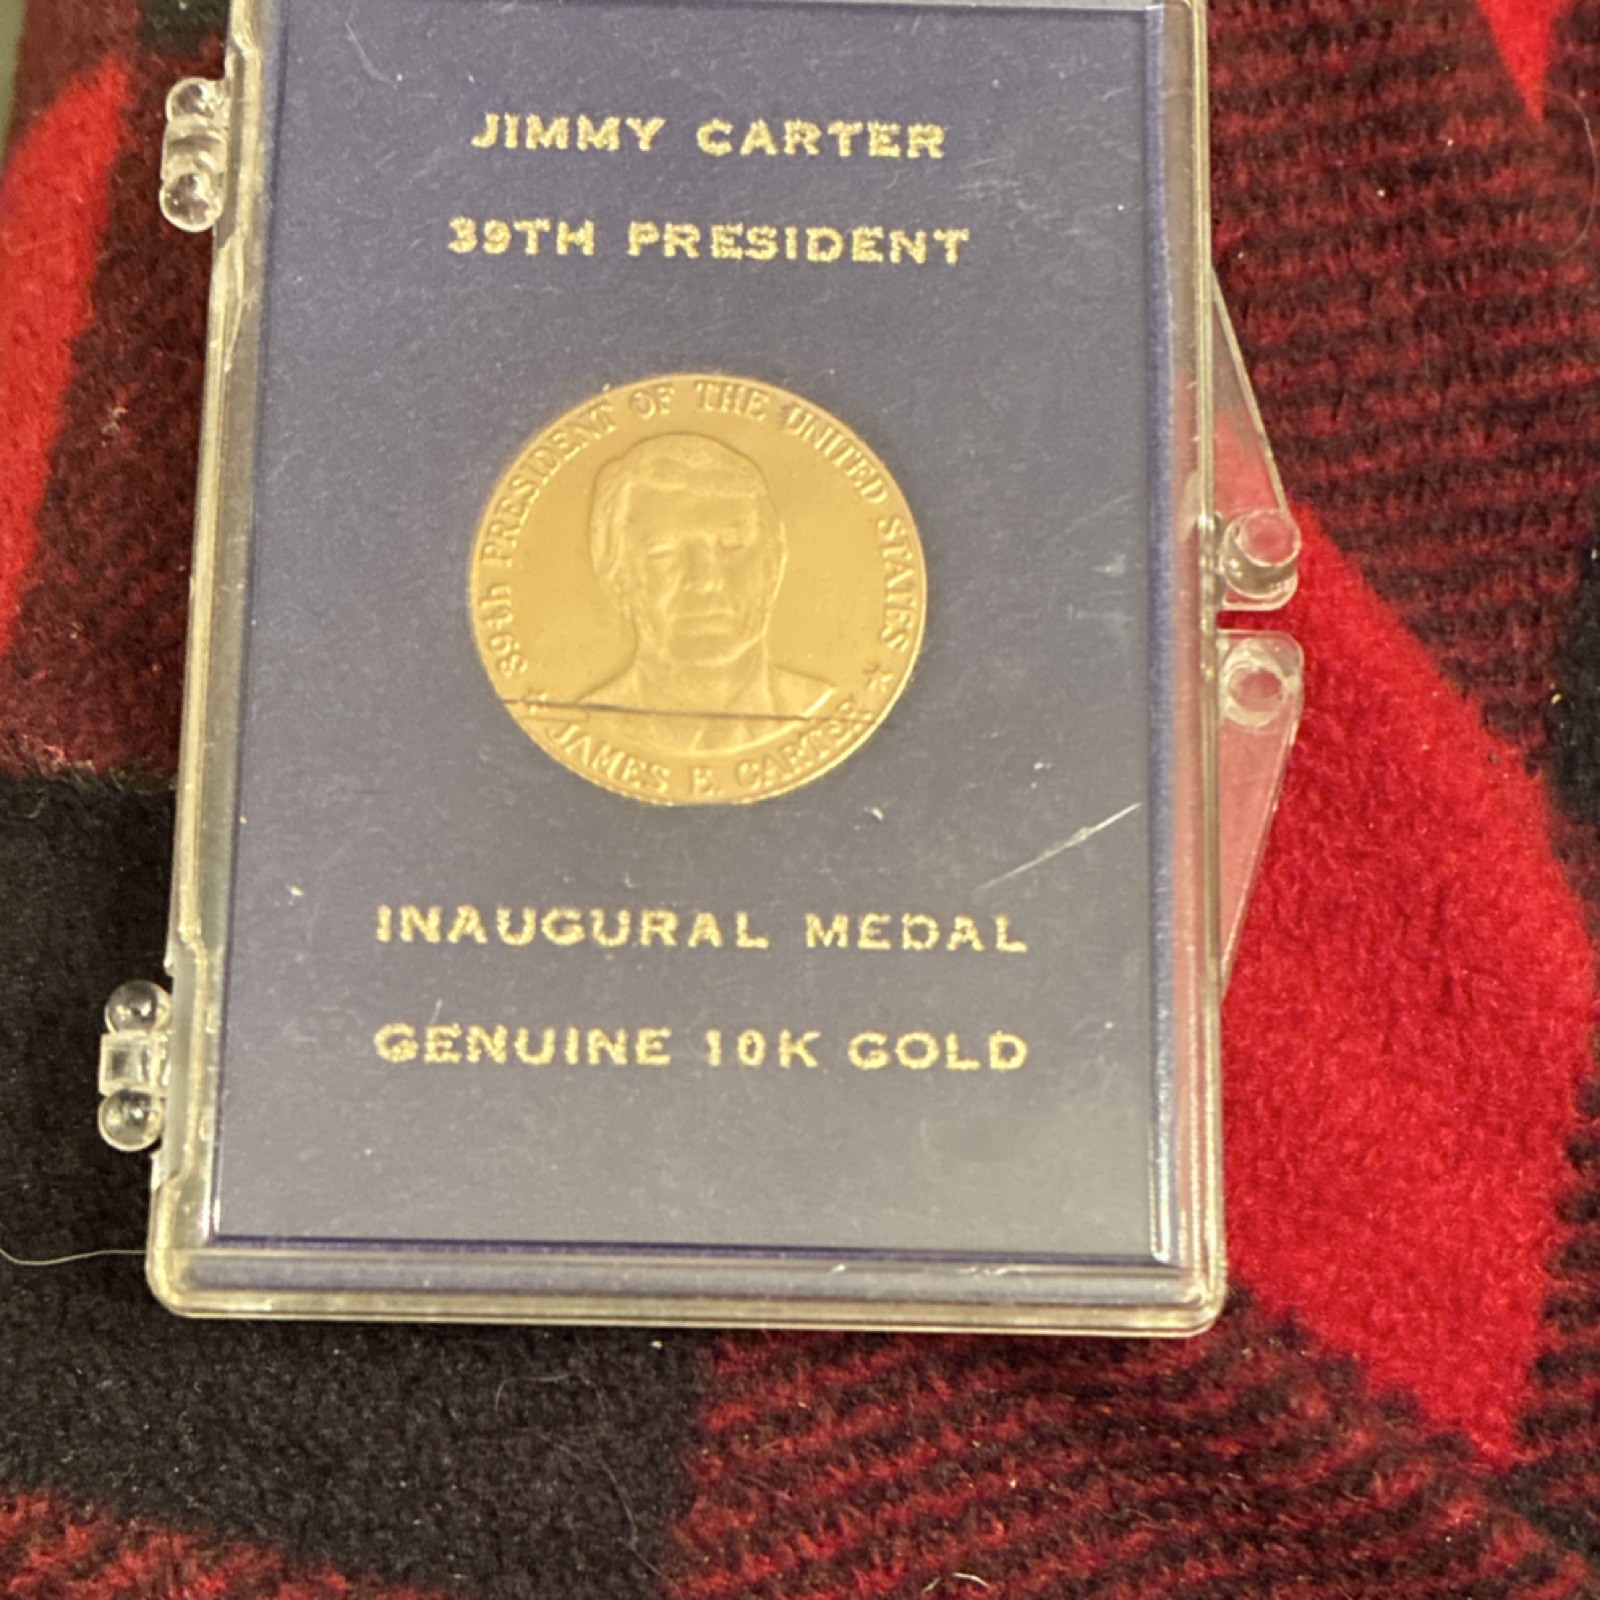 JIMMY CARTER
39TH PRESIDENT
39th PRESIDENT OF THE UNITED STATES
★ JAMES E. CARTER ★
INAUGURAL MEDAL
GENUINE 10K GOLD